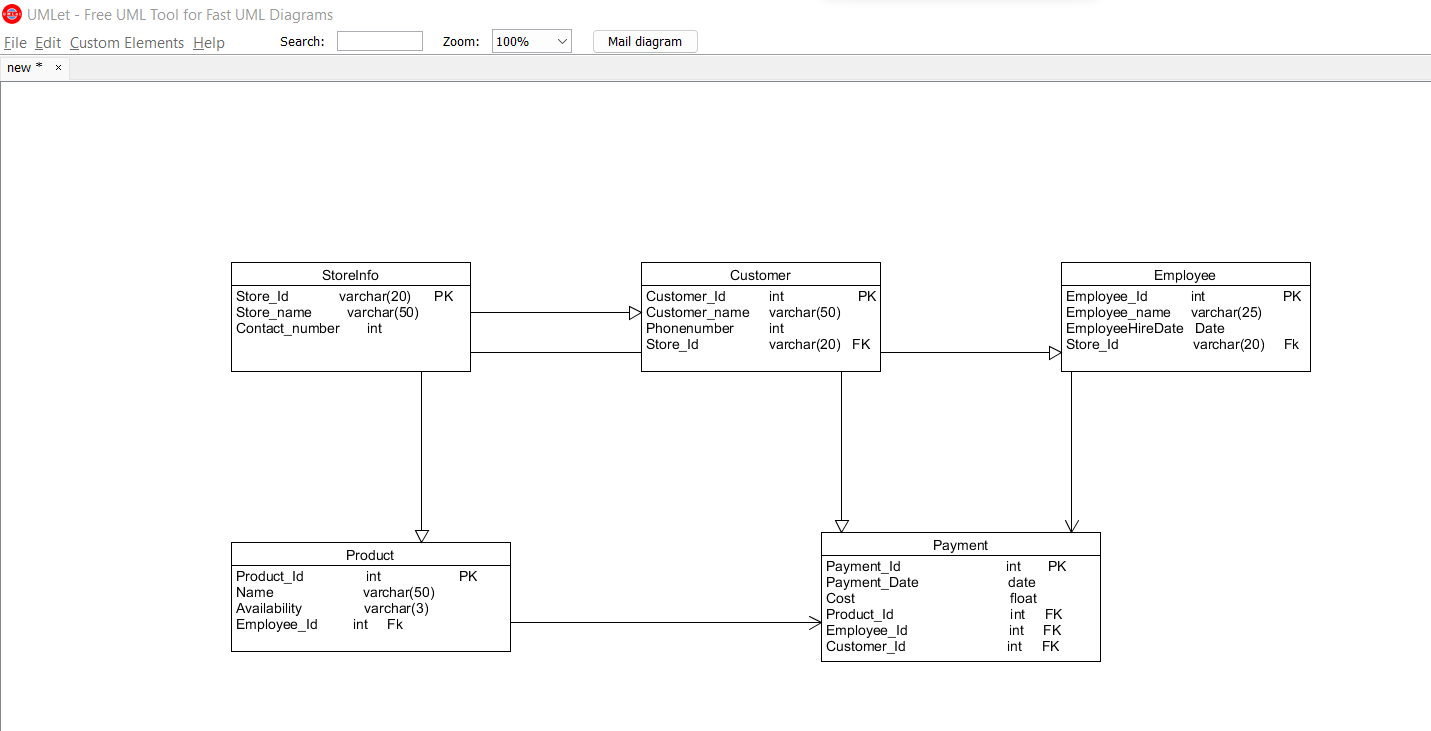 UMLet - Free UML Tool for Fast UML Diagrams
File Edit Custom Elements Help Search: Zoom: 100% Mail diagram
new * ×
StoreInfo
Store_Id varchar(20) PK
Store_name varchar(50)
Contact_number int
Customer
Customer_Id int PK
Customer_name varchar(50)
Phonenumber int
Store_Id varchar(20) FK
Employee
Employee_Id int PK
Employee_name varchar(25)
EmployeeHireDate Date
Store_Id varchar(20) Fk
Product
Product_Id int PK
Name varchar(50)
Availability varchar(3)
Employee_Id int Fk
Payment
Payment_Id int PK
Payment_Date date
Cost float
Product_Id int FK
Employee_Id int FK
Customer_Id int FK